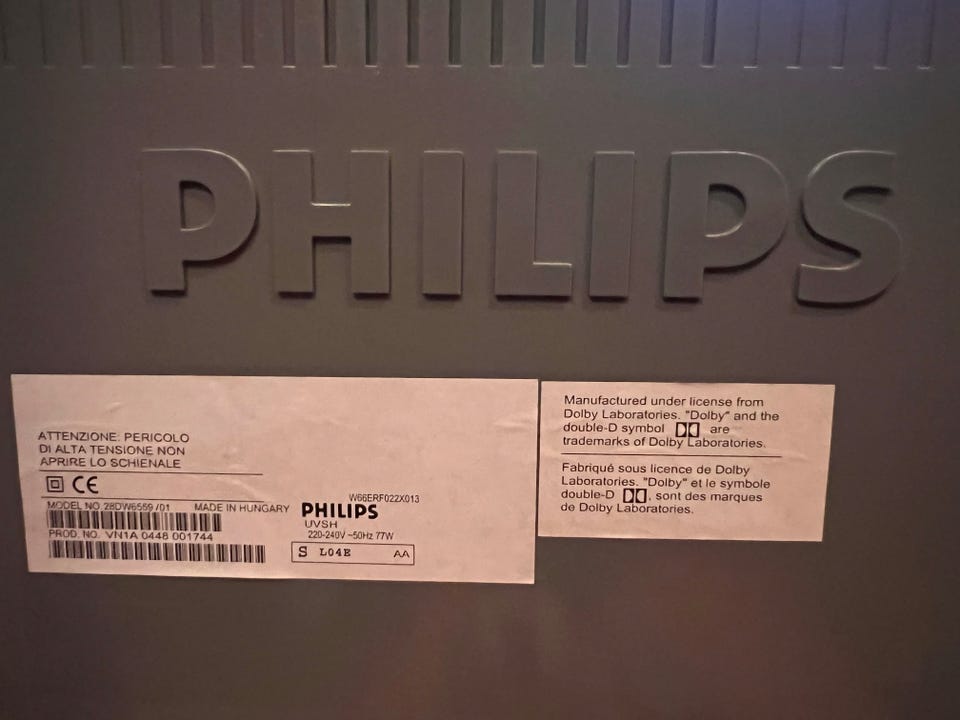 PHILIPS
ATTENZIONE: PERICOLO
DI ALTA TENSIONE NON
APRIRE LO SCHIENALE
CE
W66ERF022X013
MODEL NO. 28DW6559 /01 MADE IN HUNGARY PHILIPS
UVSH
PROD. NO. VN1A 0448 001744
220-240V ~50Hz 77W
S L04E AA
Manufactured under license from
Dolby Laboratories. "Dolby" and the
double-D symbol are
trademarks of Dolby Laboratories.
Fabriqué sous licence de Dolby
Laboratories. "Dolby" et le symbole
double-D , sont des marques
de Dolby Laboratories.